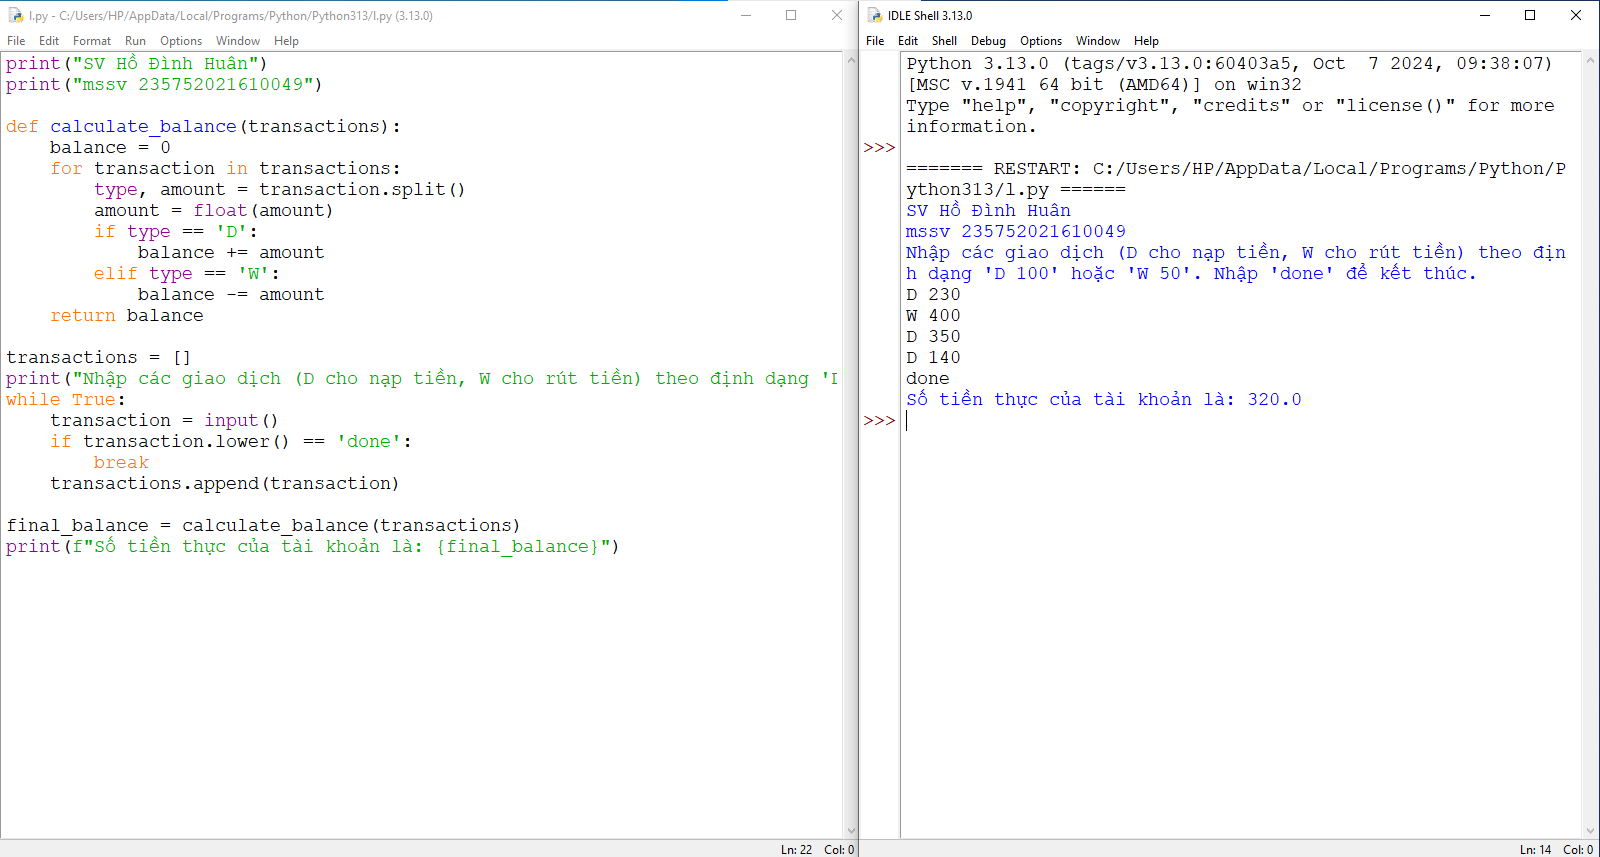 l.py - C:/Users/HP/AppData/Local/Programs/Python/Python313/l.py (3.13.0)
File Edit Format Run Options Window Help
print("SV Hồ Đình Huân")
print("mssv 235752021610049")
def calculate_balance(transactions):
    balance = 0
    for transaction in transactions:
        type, amount = transaction.split()
        amount = float(amount)
        if type == 'D':
            balance += amount
        elif type == 'W':
            balance -= amount
    return balance
transactions = []
print("Nhập các giao dịch (D cho nạp tiền, W cho rút tiền) theo định dạng '
while True:
    transaction = input()
    if transaction.lower() == 'done':
        break
    transactions.append(transaction)
final_balance = calculate_balance(transactions)
print(f"Số tiền thực của tài khoản là: {final_balance}")
Ln: 22 Col: 0
IDLE Shell 3.13.0
File Edit Shell Debug Options Window Help
Python 3.13.0 (tags/v3.13.0:60403a5, Oct  7 2024, 09:38:07)
[MSC v.1941 64 bit (AMD64)] on win32
Type "help", "copyright", "credits" or "license()" for more
information.
>>>
======= RESTART: C:/Users/HP/AppData/Local/Programs/Python/P
ython313/l.py ======
SV Hồ Đình Huân
mssv 235752021610049
Nhập các giao dịch (D cho nạp tiền, W cho rút tiền) theo địn
h dạng 'D 100' hoặc 'W 50'. Nhập 'done' để kết thúc.
D 230
W 400
D 350
D 140
done
Số tiền thực của tài khoản là: 320.0
>>>
Ln: 14 Col: 0